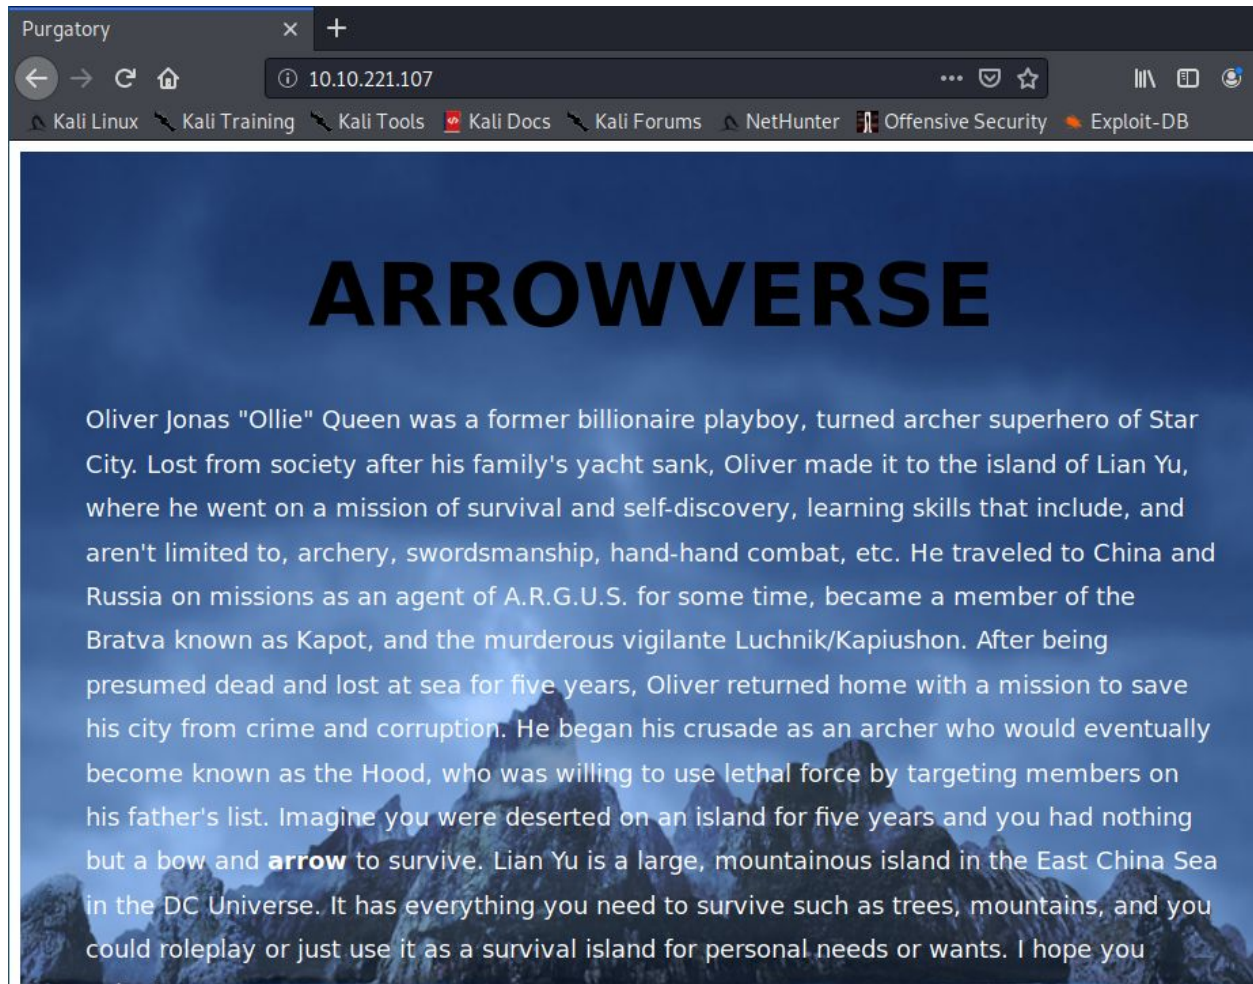 Purgatory
10.10.221.107
Kali Linux Kali Training Kali Tools Kali Docs Kali Forums NetHunter Offensive Security Exploit-DB
ARROWVERSE
Oliver Jonas "Ollie" Queen was a former billionaire playboy, turned archer superhero of Star
City. Lost from society after his family's yacht sank, Oliver made it to the island of Lian Yu,
where he went on a mission of survival and self-discovery, learning skills that include, and
aren't limited to, archery, swordsmanship, hand-hand combat, etc. He traveled to China and
Russia on missions as an agent of A.R.G.U.S. for some time, became a member of the
Bratva known as Kapot, and the murderous vigilante Luchnik/Kapiushon. After being
presumed dead and lost at sea for five years, Oliver returned home with a mission to save
his city from crime and corruption. He began his crusade as an archer who would eventually
become known as the Hood, who was willing to use lethal force by targeting members on
his father's list. Imagine you were deserted on an island for five years and you had nothing
but a bow and arrow to survive. Lian Yu is a large, mountainous island in the East China Sea
in the DC Universe. It has everything you need to survive such as trees, mountains, and you
could roleplay or just use it as a survival island for personal needs or wants. I hope you